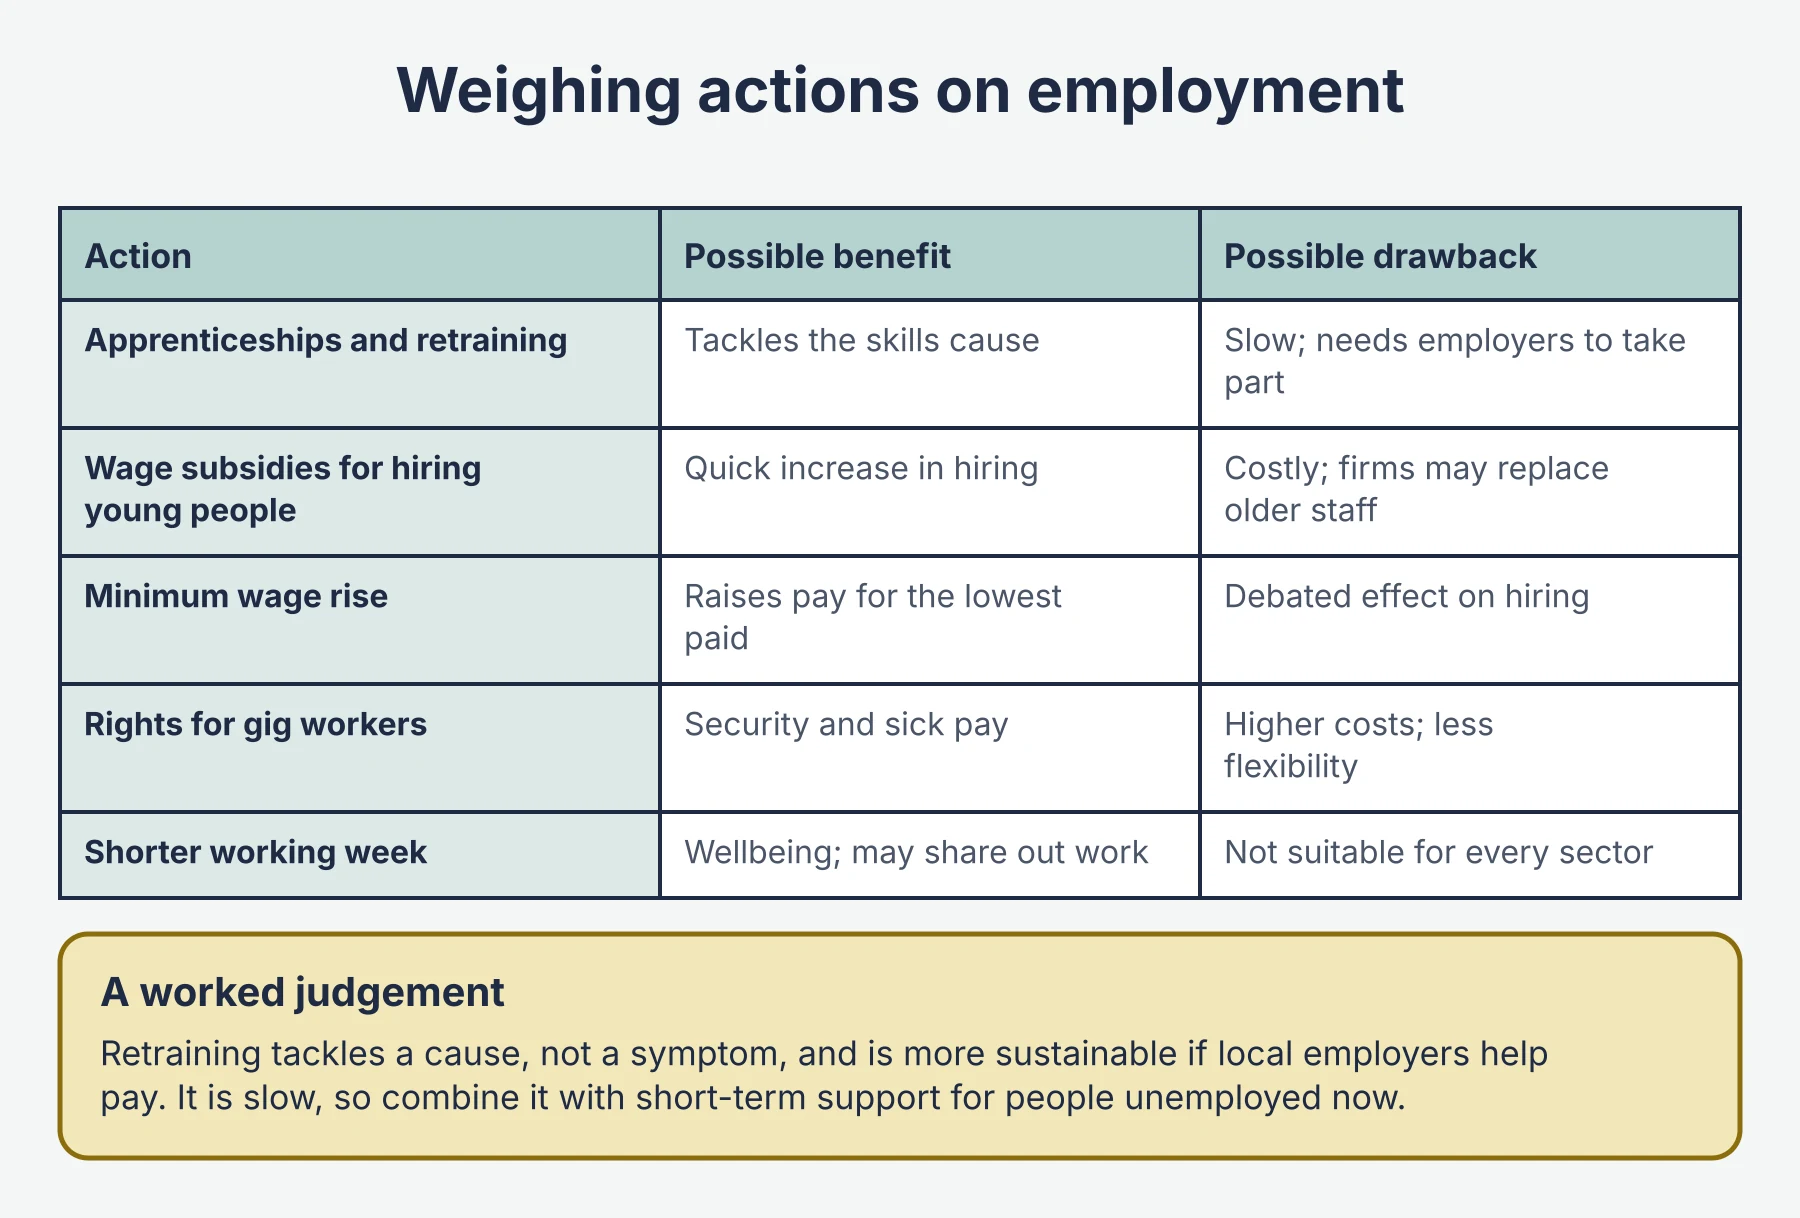 Weighing actions on employment
Action
Possible benefit
Possible drawback
Apprenticeships and retraining
Tackles the skills cause
Slow; needs employers to take
part
Wage subsidies for hiring
young people
Quick increase in hiring
Costly; firms may replace
older staff
Minimum wage rise
Raises pay for the lowest
paid
Debated effect on hiring
Rights for gig workers
Security and sick pay
Higher costs; less
flexibility
Shorter working week
Wellbeing; may share out work
Not suitable for every sector
A worked judgement
Retraining tackles a cause, not a symptom, and is more sustainable if local employers help
pay. It is slow, so combine it with short-term support for people unemployed now.